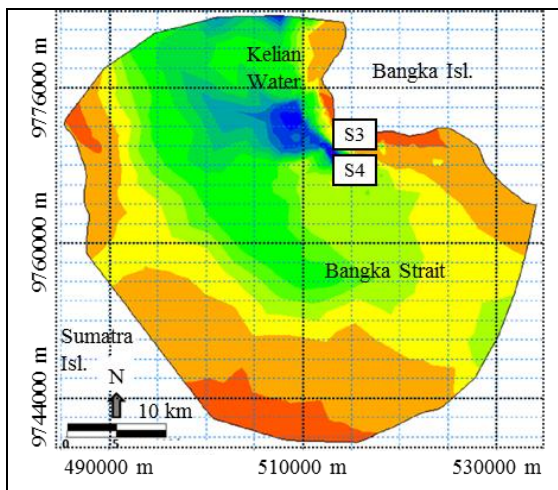 Kelian
Water
Bangka Isl.
S3
S4
Bangka Strait
Sumatra
Isl.
N
10 km
0
5
9776000 m
9760000 m
9744000 m
490000 m
510000 m
530000 m